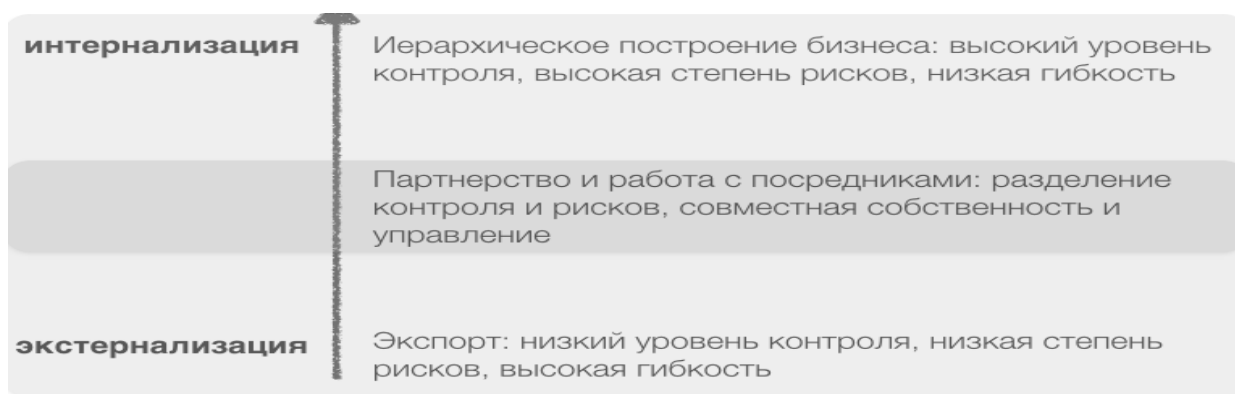 интернализация
Иерархическое построение бизнеса: высокий уровень
контроля, высокая степень рисков, низкая гибкость
Партнерство и работа с посредниками: разделение
контроля и рисков, совместная собственность и
управление
экстернализация
Экспорт: низкий уровень контроля, низкая степень
рисков, высокая гибкость